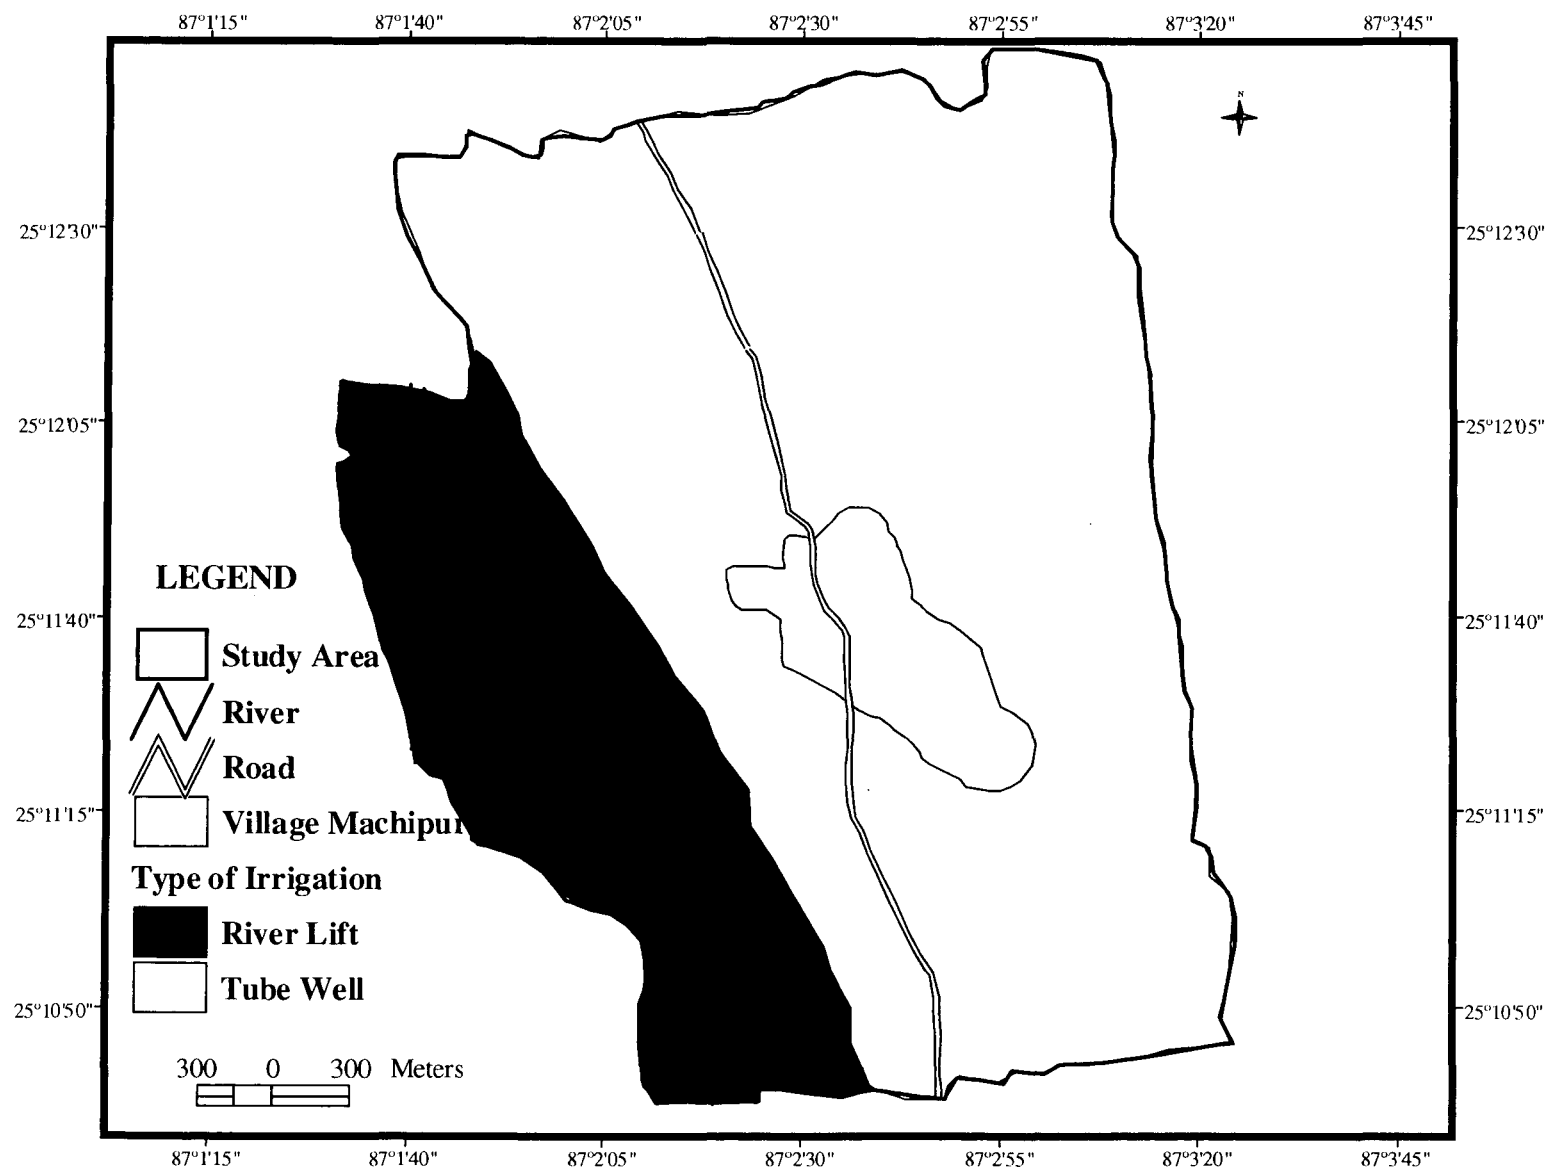 87°1'15" 87°1'40" 87°2'05" 87°2'30" 87°2'55" 87°3'20" 87°3'45"
N
25°12'30" 25°12'30"
25°12'05" 25°12'05"
LEGEND
25°11'40" 25°11'40"
Study Area
River
Road
25°11'15" 25°11'15"
Village Machipur
Type of Irrigation
River Lift
Tube Well
25°10'50" 25°10'50"
300 0 300 Meters
87°1'15" 87°1'40" 87°2'05" 87°2'30" 87°2'55" 87°3'20" 87°3'45"